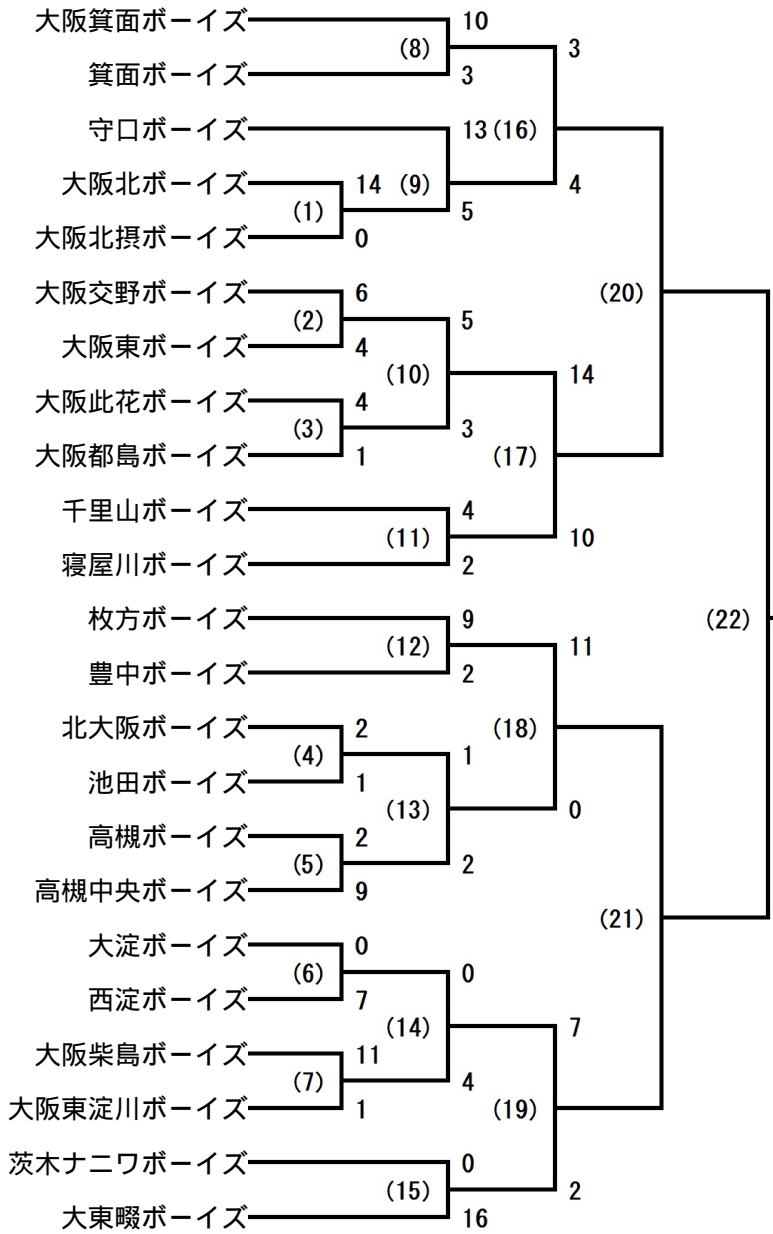 大阪箕面ボーイズ 10
(8) 3
箕面ボーイズ 3
守口ボーイズ 13 (16)
大阪北ボーイズ 14 (9) 4
(1) 5
大阪北摂ボーイズ 0
大阪交野ボーイズ 6 (20)
(2) 5
大阪東ボーイズ 4
(10) 14
大阪此花ボーイズ 4
(3) 3
大阪都島ボーイズ 1 (17)
千里山ボーイズ 4
(11) 10
寝屋川ボーイズ 2
枚方ボーイズ 9 (22)
(12) 11
豊中ボーイズ 2
北大阪ボーイズ 2 (18)
(4) 1
池田ボーイズ 1
(13) 0
高槻ボーイズ 2
(5) 2
高槻中央ボーイズ 9
(21)
大淀ボーイズ 0
(6) 0
西淀ボーイズ 7
(14) 7
大阪柴島ボーイズ 11
(7) 4
大阪東淀川ボーイズ 1 (19)
茨木ナニワボーイズ 0
(15) 2
大東畷ボーイズ 16